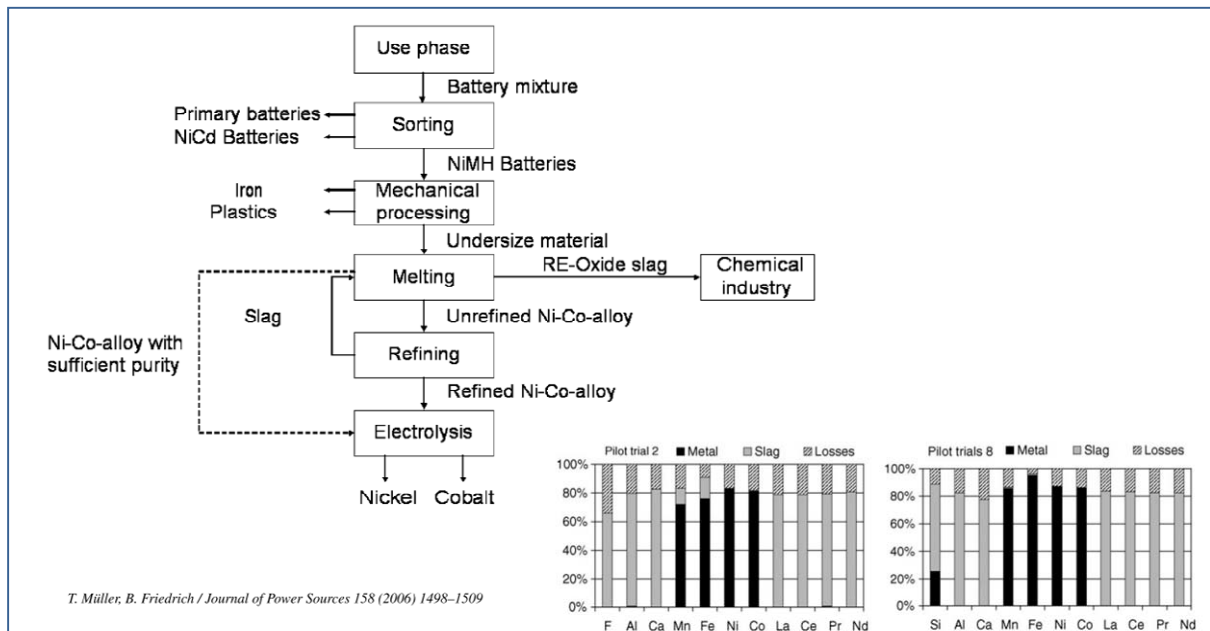 Use phase
Battery mixture
Primary batteries
NiCd Batteries
Sorting
NiMH Batteries
Iron
Plastics
Mechanical
processing
Undersize material
Melting
RE-Oxide slag
Chemical
industry
Slag
Unrefined Ni-Co-alloy
Ni-Co-alloy with
sufficient purity
Refining
Refined Ni-Co-alloy
Electrolysis
Nickel Cobalt
Pilot trial 2 Metal Slag Losses
100%
80%
60%
40%
20%
0%
F Al Ca Mn Fe Ni Co La Ce Pr Nd
Pilot trials 8 Metal Slag Losses
100%
80%
60%
40%
20%
0%
Si Al Ca Mn Fe Ni Co La Ce Pr Nd
T. Müller, B. Friedrich / Journal of Power Sources 158 (2006) 1498–1509